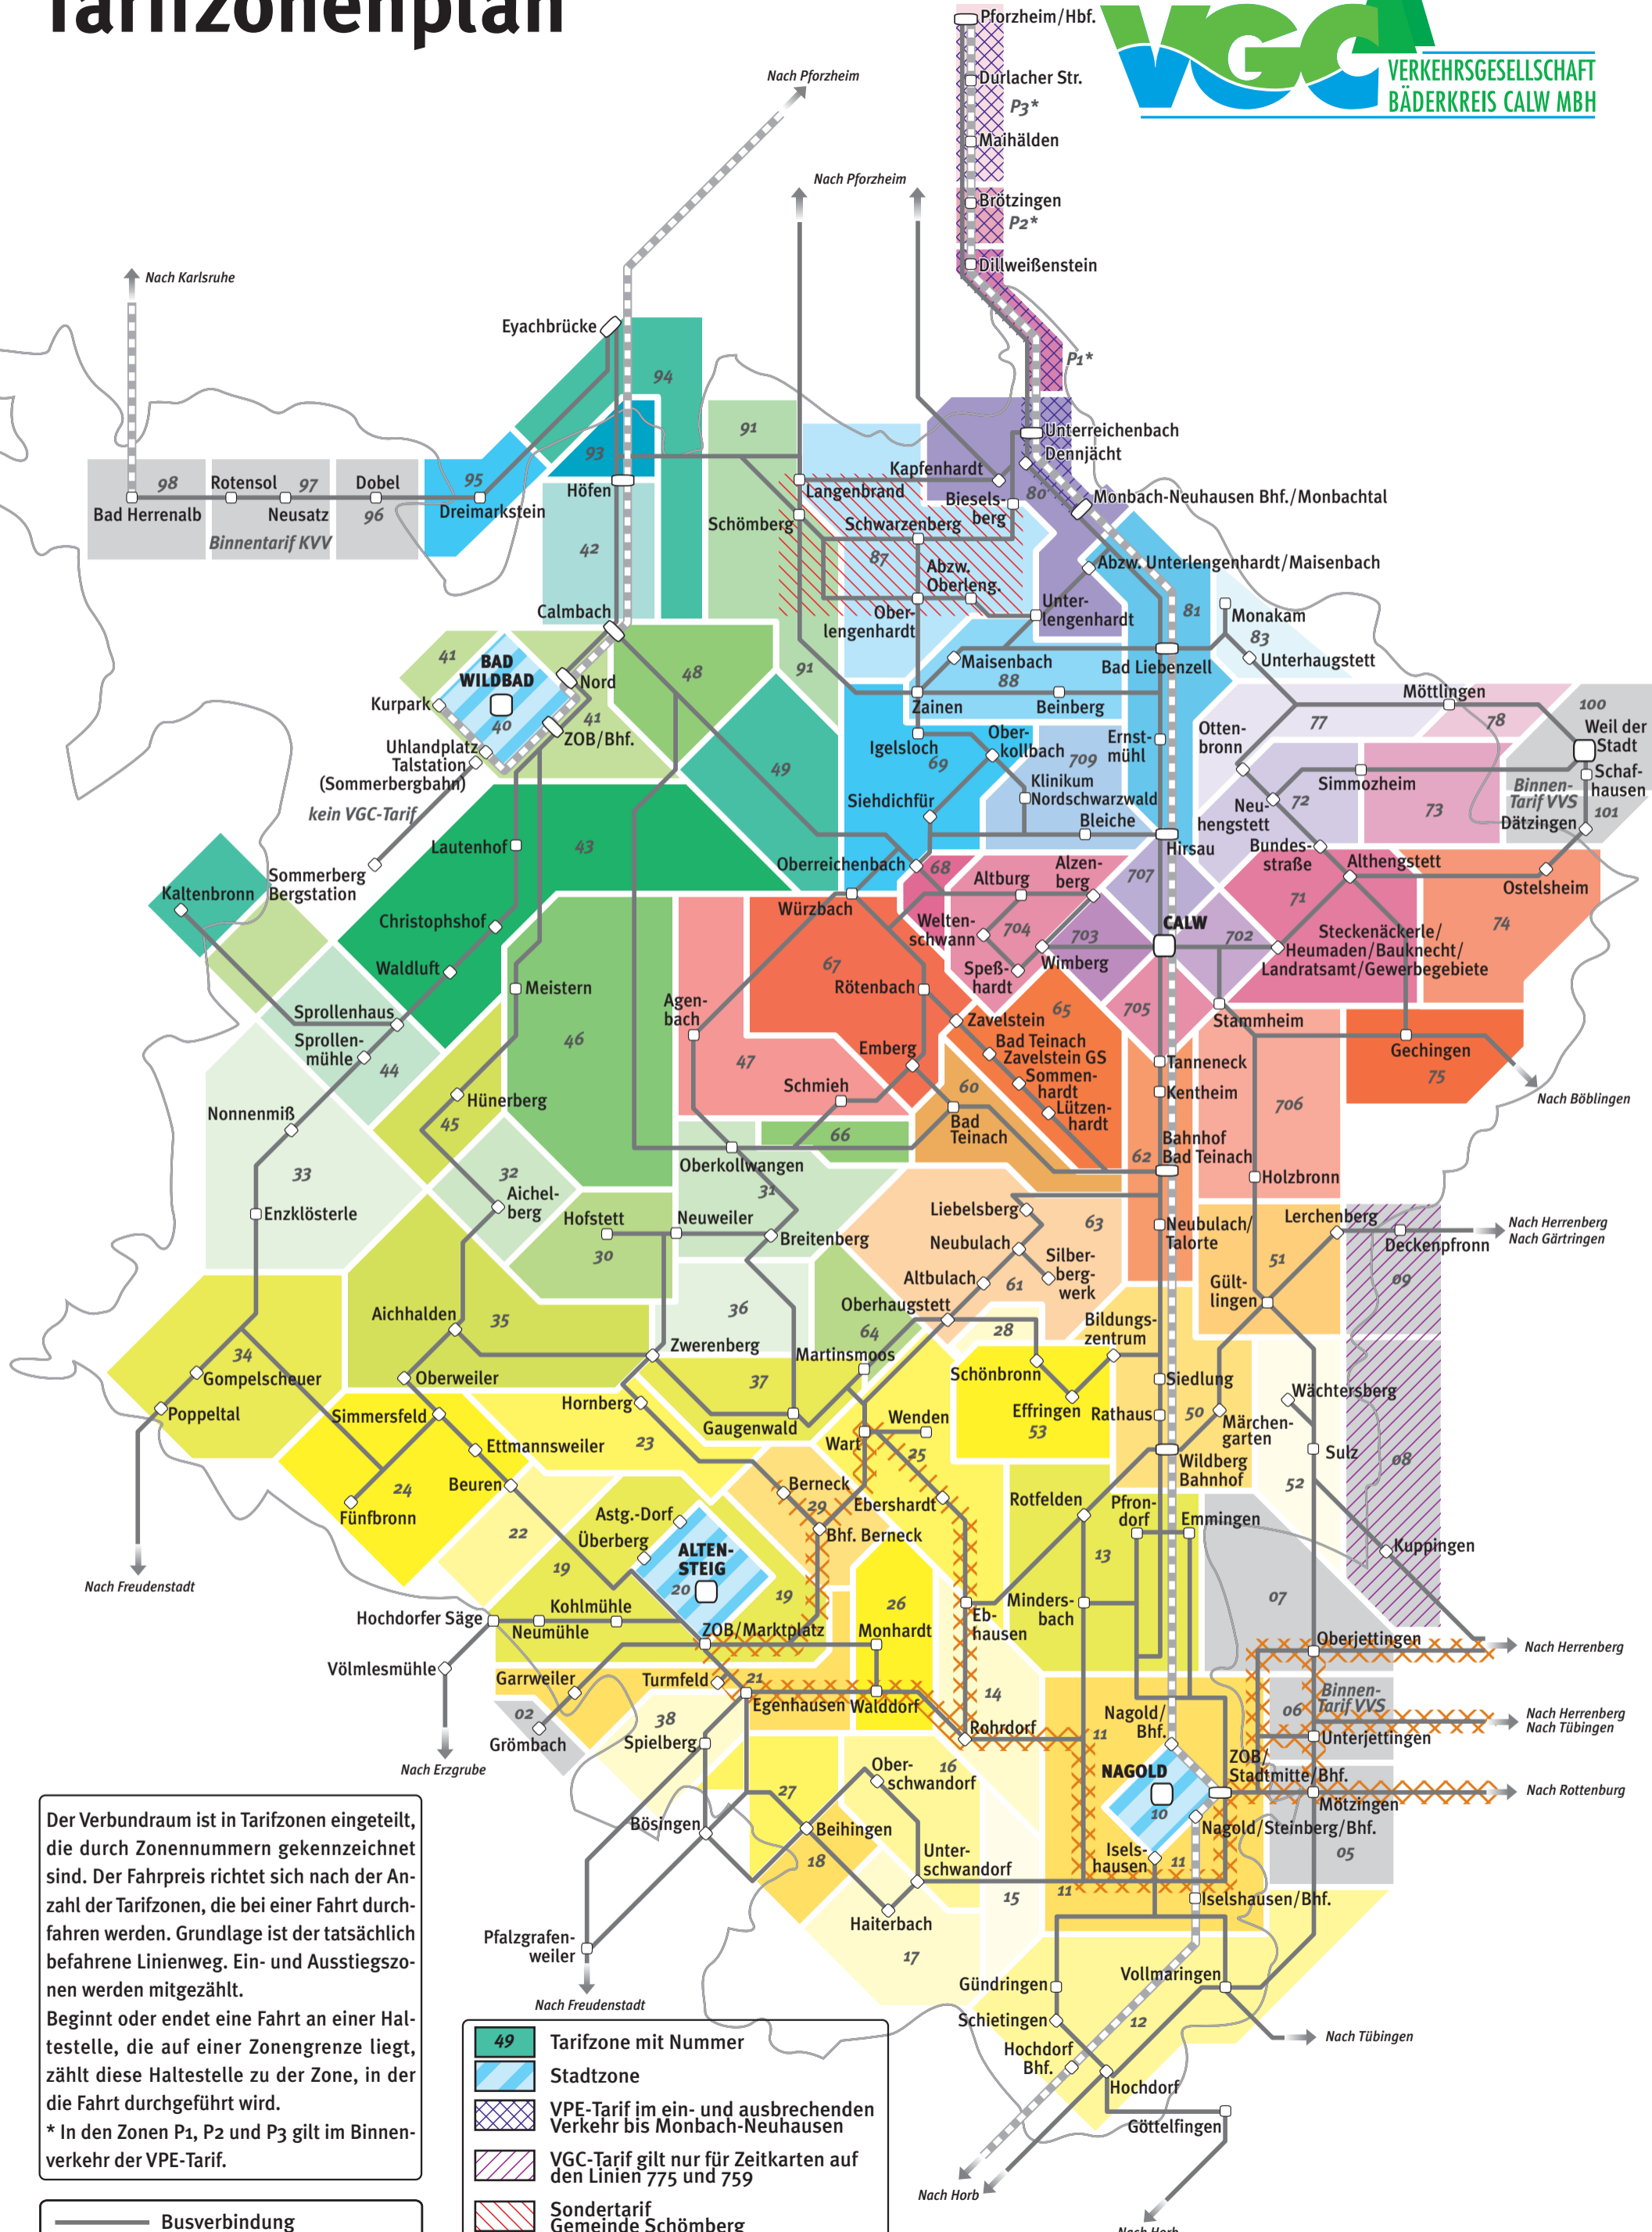 Tarifzonenplan
VGC
VERKEHRSGESELLSCHAFT
BÄDERKREIS CALW MBH
Pforzheim/Hbf.
Durlacher Str.
P3*
Maihälden
Brötzingen
P2*
Dillweißenstein
P1*
Nach Pforzheim
Nach Pforzheim
Nach Karlsruhe
Eyachbrücke
94
93
95
Höfen
Dreimarkstein
98
Rotensol
97
Dobel
Bad Herrenalb
Neusatz
96
Binnentarif KVV
42
91
Unterreichenbach
Dennjächt
Kapfenhardt
80
Langenbrand
Biesels-
berg
Monbach-Neuhausen Bhf./Monbachtal
Schömberg
Schwarzenberg
87
Abzw.
Oberleng.
Abzw. Unterlengenhardt/Maisenbach
Calmbach
Ober-
lengenhardt
Unter-
lengenhardt
81
Monakam
83
Unterhaugstett
41
BAD
WILDBAD
40
Nord
41
ZOB/Bhf.
Kurpark
Uhlandplatz
Talstation
(Sommerbergbahn)
kein VGC-Tarif
48
91
Maisenbach
88
Bad Liebenzell
Zainen
Beinberg
49
Igelsloch
69
Ober-
kollbach
709
Ernst-
mühl
Klinikum
Nordschwarzwald
Siehdichfür
Bleiche
Hirsau
Möttlingen
77
78
100
Weil der
Stadt
Otten-
bronn
Simmozheim
Schaf-
hausen
Binnen-
Tarif VVS
101
72
73
Neu-
hengstett
Dätzingen
Bundes-
straße
Althengstett
Ostelsheim
Lautenhof
43
Sommerberg
Bergstation
Kaltenbronn
Christophshof
Waldluft
Oberreichenbach
68
Altburg
Alzen-
berg
707
Würzbach
Welten-
schwann
704
703
CALW
702
71
74
Steckenäckerle/
Heumaden/Bauknecht/
Landratsamt/Gewerbegebiete
Speß-
hardt
Wimberg
67
Rötenbach
Meistern
Agen-
bach
65
705
Stammheim
Sprollenhaus
Sprollen-
mühle
44
46
47
Zavelstein
Bad Teinach
Zavelstein GS
Emberg
Sommen-
hardt
Tanneck
Gechingen
75
Nach Böblingen
Schmieh
60
Kentheim
706
Lützen-
hardt
Hünerberg
45
Nonnenmiß
Bad
Teinach
Bahnhof
Bad Teinach
62
66
Oberkollwangen
33
32
31
Holzbronn
Aichel-
berg
Enzklösterle
Hofstett
Neuweiler
30
Breitenberg
Liebelsberg
63
Neubulach/
Talorte
Neubulach
Silber-
berg-
werk
Lerchenberg
Deckenpfronn
Nach Herrenberg
Nach Gärtringen
51
09
Altbulach
61
Gült-
lingen
Aichhalden
35
36
Oberhaugstett
64
28
Bildungs-
zentrum
34
Gompelscheuer
Oberweiler
Zwerenberg
Martinsmoos
37
Schönbronn
Siedlung
Wächtersberg
Poppeltal
Simmersfeld
Hornberg
Gaugenwald
Wenden
Effringen
53
Rathaus
50
Märchen-
garten
23
Wart
25
Sulz
08
Ettmannsweiler
Wildberg
Bahnhof
52
Beuren
Berneck
29
Ebershardt
Rotfelden
Pfron-
dorf
Emmingen
24
Fünfbronn
Astg.-Dorf
Bhf. Berneck
22
Überberg
ALTEN-
STEIG
20
Kuppingen
Nach Freudenstadt
19
19
13
07
26
Hochdorfer Säge
Kohlmühle
Neumühle
ZOB/Marktplatz
Monhardt
Eb-
hausen
Minders-
bach
Oberjettingen
Nach Herrenberg
Völmlesmühle
Garrweiler
Turmfeld
21
Egenhausen
Walddorf
14
Binnen-
Tarif VVS
06
Nach Herrenberg
Nach Tübingen
02
Grömbach
38
Spielberg
Rohrdorf
11
Nagold/
Bhf.
Unterjettingen
Nach Erzgrube
16
Ober-
schwandorf
NAGOLD
10
ZOB/
Stadtmitte/Bhf.
Nach Rottenburg
Mötzingen
27
Bösingen
Beihingen
Nagold/Steinberg/Bhf.
05
18
Unter-
schwandorf
Isels-
hausen
11
15
11
Iselshausen/Bhf.
Haiterbach
17
Pfalzgrafen-
weiler
Nach Freudenstadt
Gündringen
Vollmaringen
Schietingen
12
Nach Tübingen
Hochdorf
Bhf.
Hochdorf
Göttelfingen
Nach Horb
Nach Horb
Der Verbundraum ist in Tarifzonen eingeteilt,
die durch Zonennummern gekennzeichnet
sind. Der Fahrpreis richtet sich nach der An-
zahl der Tarifzonen, die bei einer Fahrt durch-
fahren werden. Grundlage ist der tatsächlich
befahrene Linienweg. Ein- und Ausstiegszo-
nen werden mitgezählt.
Beginnt oder endet eine Fahrt an einer Hal-
testelle, die auf einer Zonengrenze liegt,
zählt diese Haltestelle zu der Zone, in der
die Fahrt durchgeführt wird.
* In den Zonen P1, P2 und P3 gilt im Binnen-
verkehr der VPE-Tarif.
Busverbindung
49 Tarifzone mit Nummer
Stadtzone
VPE-Tarif im ein- und ausbrechenden
Verkehr bis Monbach-Neuhausen
VGC-Tarif gilt nur für Zeitkarten auf
den Linien 775 und 759
Sondertarif
Gemeinde Schömberg